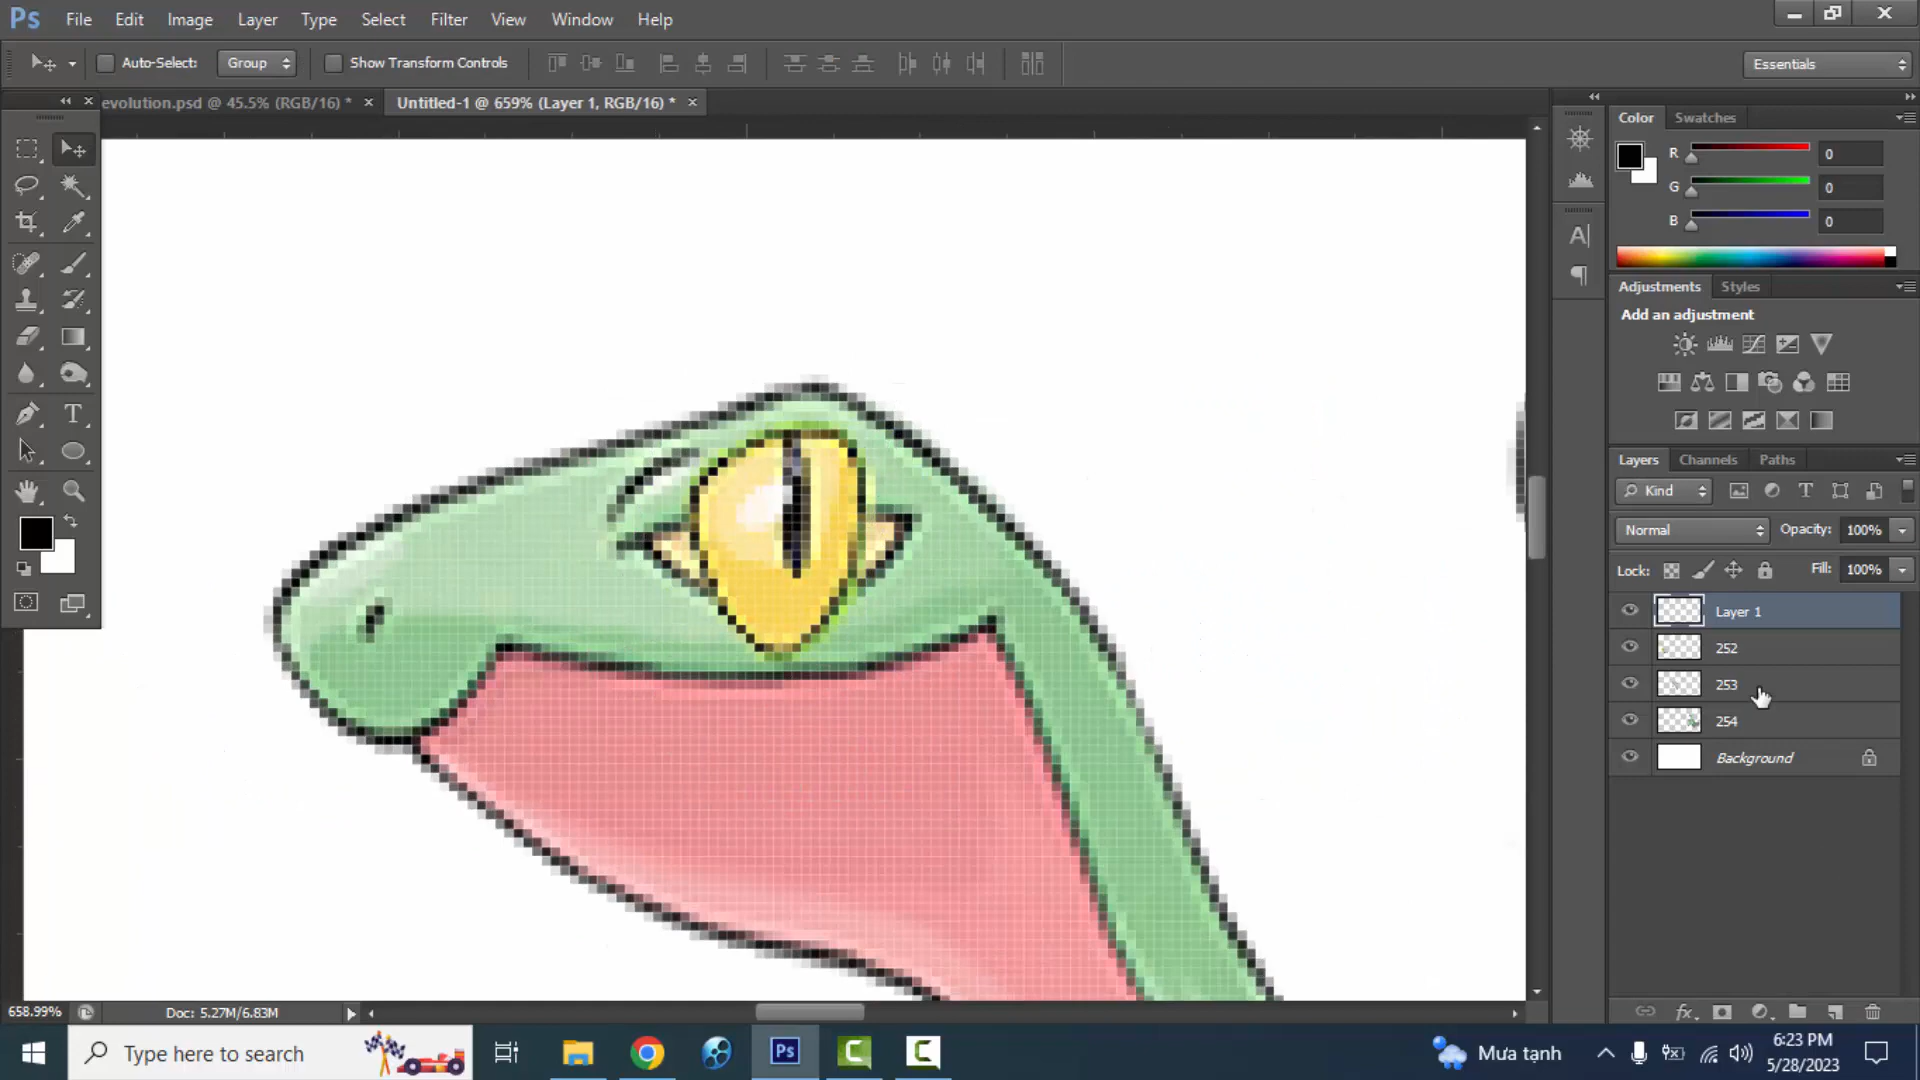 Ps File Edit Image Layer Type Select Filter View Window Help
Auto-Select: Group Show Transform Controls Essentials
evolution.psd @ 45.5% (RGB/16) * × Untitled-1 @ 659% (Layer 1, RGB/16) * ×
Color Swatches
R 0
G 0
B 0
Adjustments Styles
Add an adjustment
Layers Channels Paths
Kind
Normal Opacity: 100%
Lock: Fill: 100%
Layer 1
252
253
254
Background
658.99% Doc: 5.27M/6.83M
Type here to search
Ps
Mưa tạnh
6:23 PM
5/28/2023